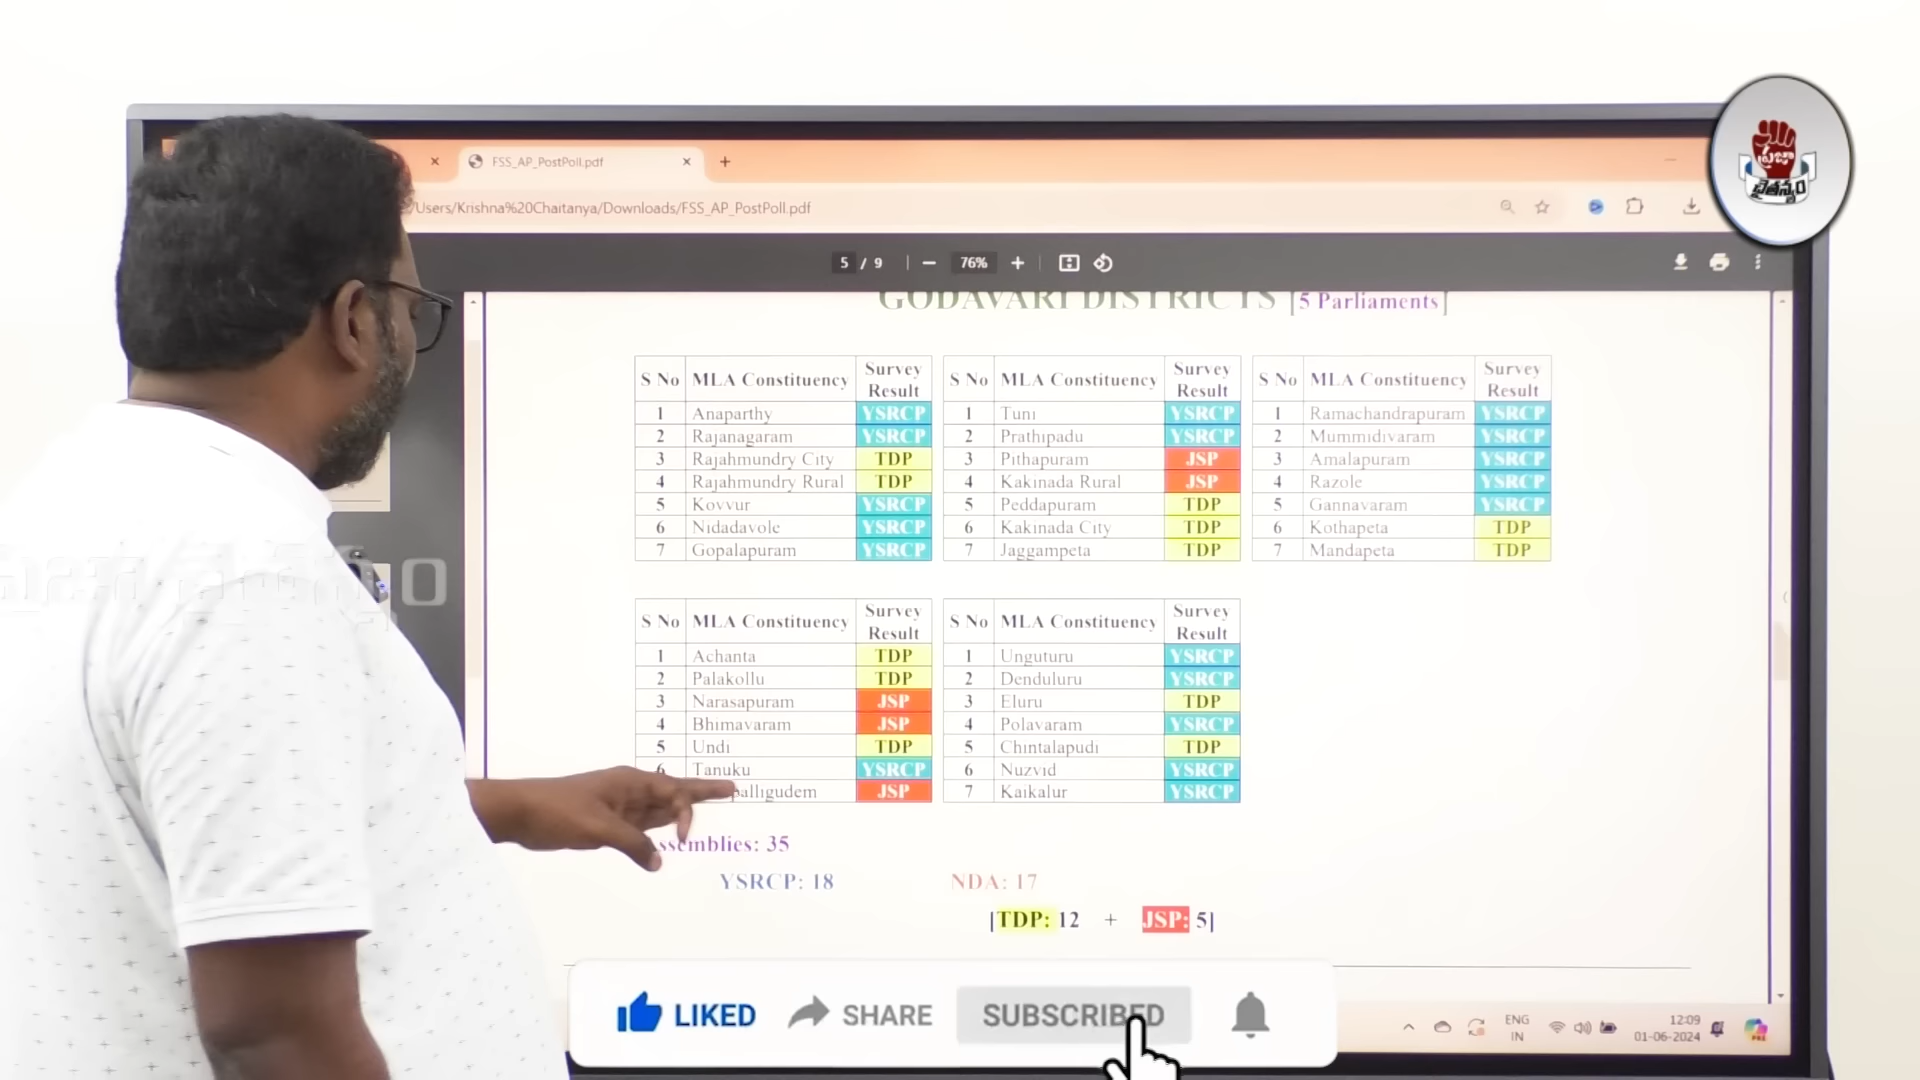 FSS_AP_PostPoll.pdf
/Users/Krishna%20Chaitanya/Downloads/FSS_AP_PostPoll.pdf
5 / 9 76%
GODAVARI DISTRICTS [5 Parliaments]
S No MLA Constituency Survey Result
1 Anaparthy YSRCP
2 Rajanagaram YSRCP
3 Rajahmundry City TDP
4 Rajahmundry Rural TDP
5 Kovvur YSRCP
6 Nidadavole YSRCP
7 Gopalapuram YSRCP
S No MLA Constituency Survey Result
1 Tuni YSRCP
2 Prathipadu YSRCP
3 Pithapuram JSP
4 Kakinada Rural JSP
5 Peddapuram TDP
6 Kakinada City TDP
7 Jaggampeta TDP
S No MLA Constituency Survey Result
1 Ramachandrapuram YSRCP
2 Mummidivaram YSRCP
3 Amalapuram YSRCP
4 Razole YSRCP
5 Gannavaram YSRCP
6 Kothapeta TDP
7 Mandapeta TDP
S No MLA Constituency Survey Result
1 Achanta TDP
2 Palakollu TDP
3 Narasapuram JSP
4 Bhimavaram JSP
5 Undi TDP
6 Tanuku YSRCP
palligudem JSP
S No MLA Constituency Survey Result
1 Unguturu YSRCP
2 Denduluru YSRCP
3 Eluru TDP
4 Polavaram YSRCP
5 Chintalapudi TDP
6 Nuzvid YSRCP
7 Kaikalur YSRCP
ssemblies: 35
YSRCP: 18 NDA: 17
[TDP: 12 + JSP: 5]
LIKED SHARE SUBSCRIBED
ENG
IN
12:09
01-06-2024
ప్రజా
చైతన్యం